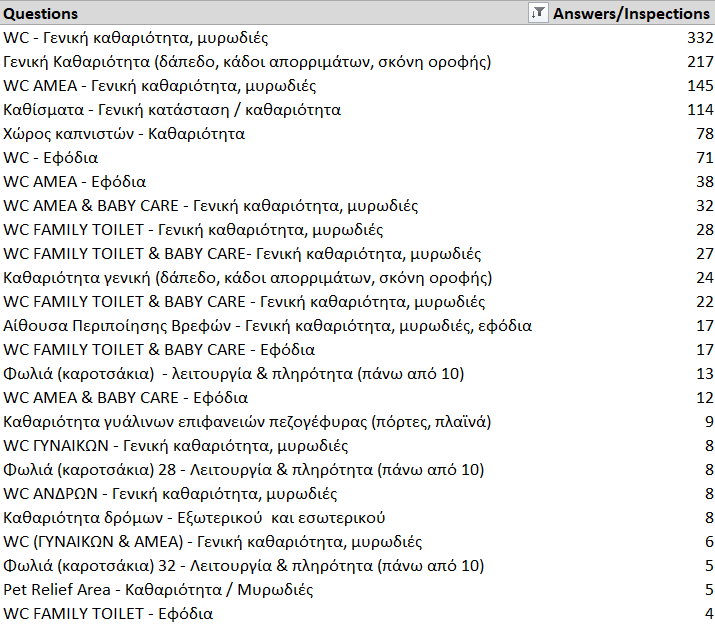 Questions Answers/Inspections
WC - Γενική καθαριότητα, μυρωδιές 332
Γενική Καθαριότητα (δάπεδο, κάδοι απορριμάτων, σκόνη οροφής) 217
WC ΑΜΕΑ - Γενική καθαριότητα, μυρωδιές 145
Καθίσματα - Γενική κατάσταση / καθαριότητα 114
Χώρος καπνιστών - Καθαριότητα 78
WC - Εφόδια 71
WC ΑΜΕΑ - Εφόδια 38
WC ΑΜΕΑ & BABY CARE - Γενική καθαριότητα, μυρωδιές 32
WC FAMILY TOILET - Γενική καθαριότητα, μυρωδιές 28
WC FAMILY TOILET & BABY CARE- Γενική καθαριότητα, μυρωδιές 27
Καθαριότητα γενική (δάπεδο, κάδοι απορριμάτων, σκόνη οροφής) 24
WC FAMILY TOILET & BABY CARE - Γενική καθαριότητα, μυρωδιές 22
Αίθουσα Περιποίησης Βρεφών - Γενική καθαριότητα, μυρωδιές, εφόδια 17
WC FAMILY TOILET & BABY CARE - Εφόδια 17
Φωλιά (καροτσάκια)  - λειτουργία & πληρότητα (πάνω από 10) 13
WC ΑΜΕΑ & BABY CARE - Εφόδια 12
Καθαριότητα γυάλινων επιφανειών πεζογέφυρας (πόρτες, πλαϊνά) 9
WC ΓΥΝΑΙΚΩΝ - Γενική καθαριότητα, μυρωδιές 8
Φωλιά (καροτσάκια) 28 - Λειτουργία & πληρότητα (πάνω από 10) 8
WC ΑΝΔΡΩΝ - Γενική καθαριότητα, μυρωδιές 8
Καθαριότητα δρόμων - Εξωτερικού  και εσωτερικού 8
WC (ΓΥΝΑΙΚΩΝ & ΑΜΕΑ) - Γενική καθαριότητα, μυρωδιές 6
Φωλιά (καροτσάκια) 32 - Λειτουργία & πληρότητα (πάνω από 10) 5
Pet Relief Area - Καθαριότητα / Μυρωδιές 5
WC FAMILY TOILET - Εφόδια 4